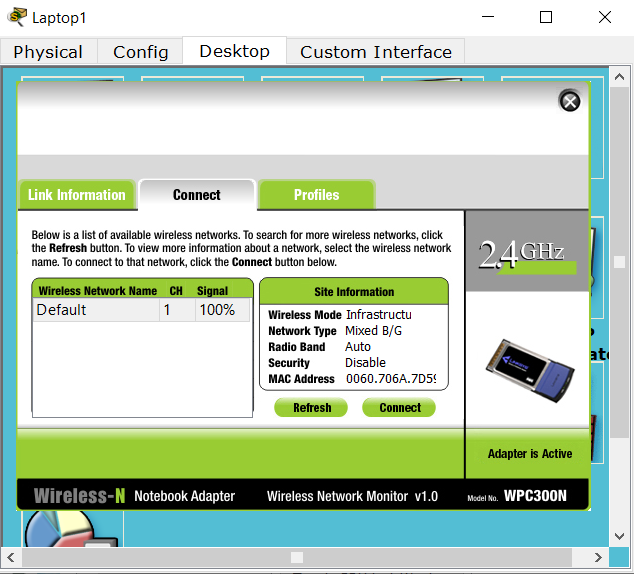 Laptop1
Physical Config Desktop Custom Interface
Link Information Connect Profiles
Below is a list of available wireless networks. To search for more wireless networks, click
the Refresh button. To view more information about a network, select the wireless network
name. To connect to that network, click the Connect button below.
2.4GHz
Wireless Network Name CH Signal
Default 1 100%
Site Information
Wireless Mode Infrastructu
Network Type Mixed B/G
Radio Band Auto
Security Disable
MAC Address 0060.706A.7D59
Refresh Connect
Adapter is Active
Wireless-N Notebook Adapter Wireless Network Monitor v1.0 Model No. WPC300N